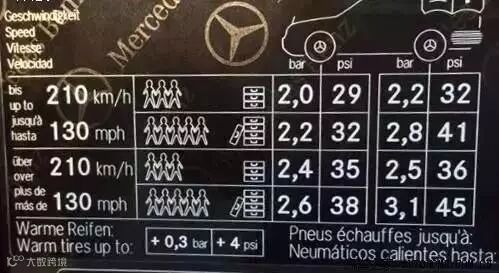 Geschwindigkeit
Speed
Vitesse
Velocidad
Mercedes
bar psi bar psi
bis
up to
jusqu'à
hasta
210 km/h
130 mph
2,0 29 2,2 32
2,2 32 2,8 41
über
over
plus de
más de
210 km/h
130 mph
2,4 35 2,5 36
2,6 38 3,1 45
Warme Reifen:
Warm tires up to:
+ 0,3 bar + 4 psi
Pneus échauffes jusqu'à:
Neumáticos calientes hasta:
大数跨境